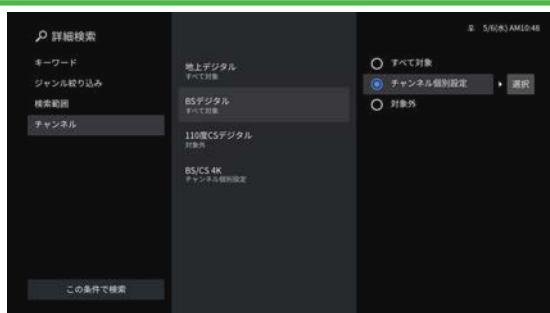 詳細検索
キーワード
ジャンル絞り込み
検索範囲
チャンネル
この条件で検索
地上デジタル
すべて対象
BSデジタル
すべて対象
110度CSデジタル
対象外
BS/CS 4K
チャンネル個別設定
5/6(水) AM10:48
すべて対象
チャンネル個別設定
選択
対象外